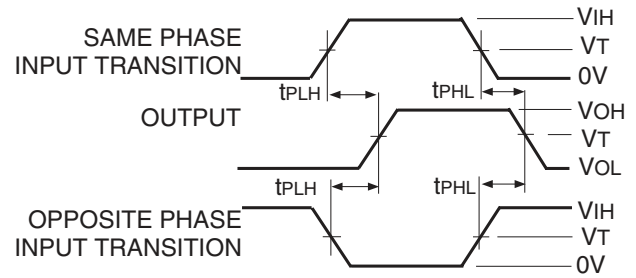 SAME PHASE
INPUT TRANSITION
VIH
VT
0V
tPLH
tPHL
OUTPUT
VOH
VT
VOL
tPLH
tPHL
OPPOSITE PHASE
INPUT TRANSITION
VIH
VT
0V